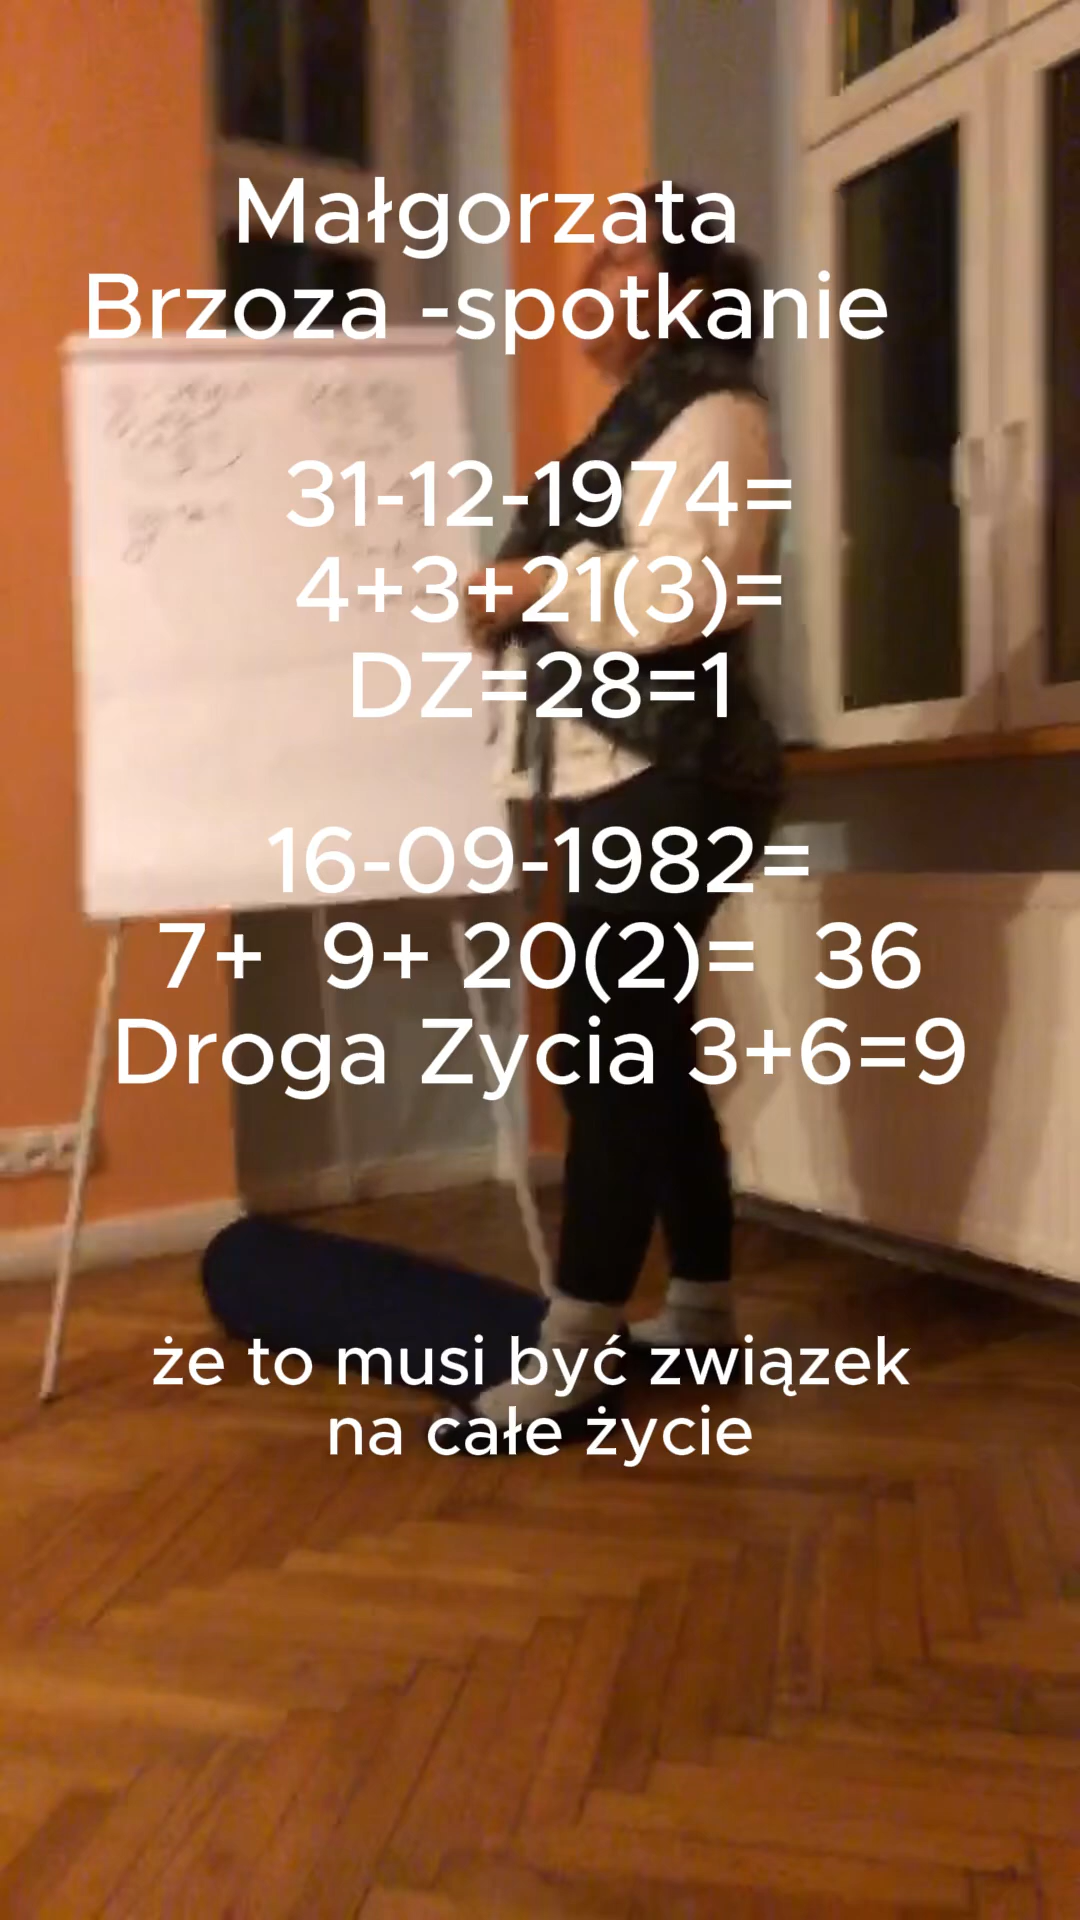 Małgorzata
Brzoza -spotkanie
31-12-1974=
4+3+21(3)=
DZ=28=1
16-09-1982=
7+ 9+ 20(2)= 36
Droga Zycia 3+6=9
że to musi być związek
na całe życie